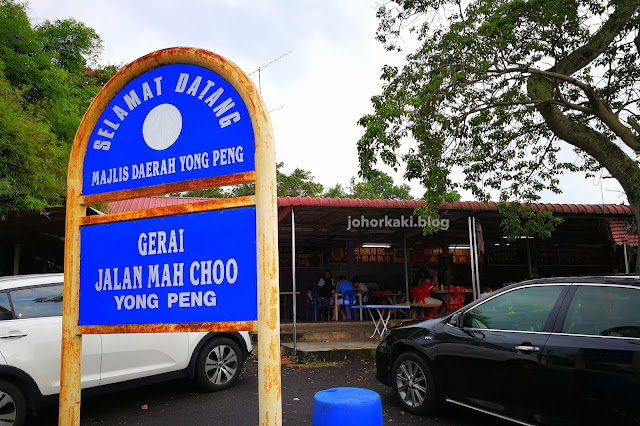 SELAMAT DATANG
MAJLIS DAERAH YONG PENG
GERAI
JALAN MAH CHOO
YONG PENG
johorkaki.blog